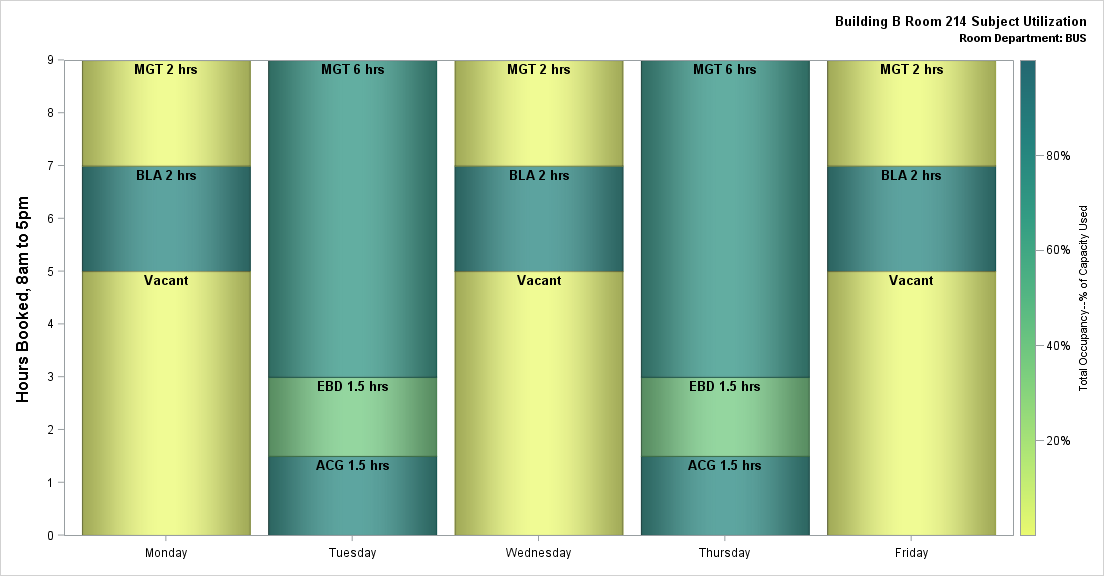 Building B Room 214 Subject Utilization
Room Department: BUS
Hours Booked, 8am to 5pm
9
8
7
6
5
4
3
2
1
0
MGT 2 hrs
BLA 2 hrs
Vacant
MGT 6 hrs
EBD 1.5 hrs
ACG 1.5 hrs
MGT 2 hrs
BLA 2 hrs
Vacant
MGT 6 hrs
EBD 1.5 hrs
ACG 1.5 hrs
MGT 2 hrs
BLA 2 hrs
Vacant
Monday
Tuesday
Wednesday
Thursday
Friday
80%
60%
40%
20%
Total Occupancy--% of Capacity Used